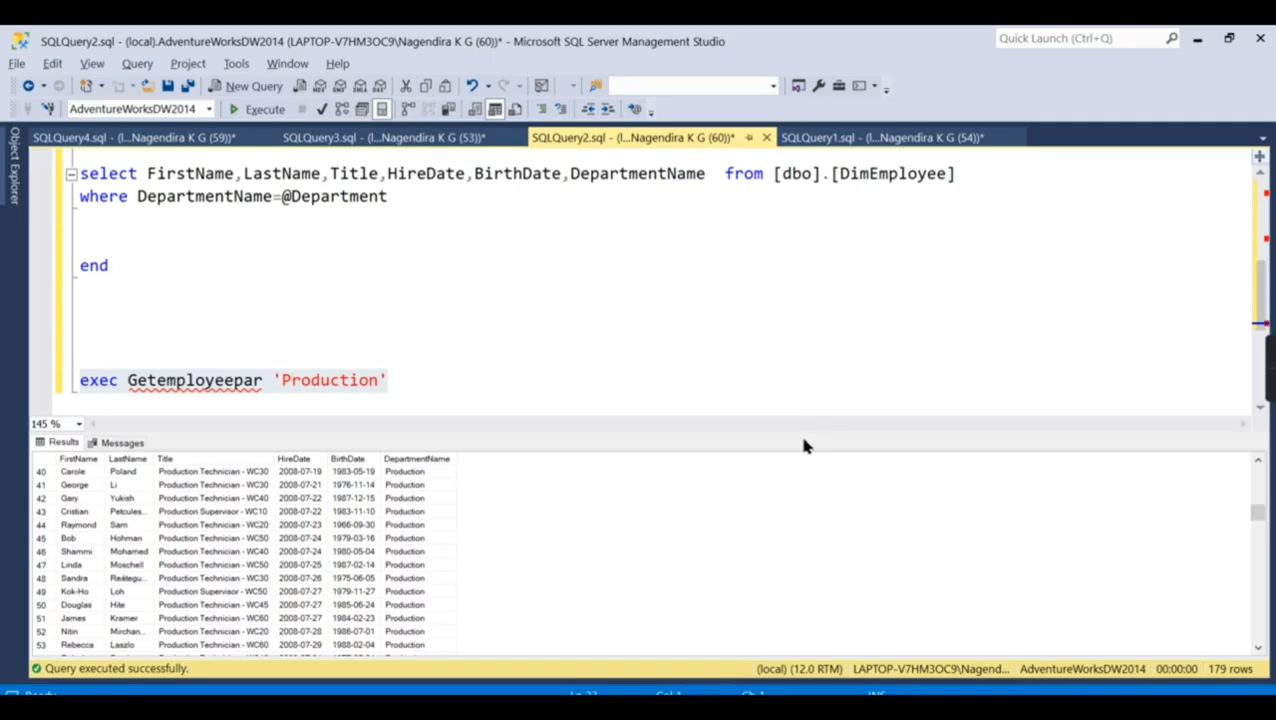 SQLQuery2.sql - (local).AdventureWorksDW2014 (LAPTOP-V7HM3OC9\Nagendira K G (60))* - Microsoft SQL Server Management Studio
Quick Launch (Ctrl+Q)
File Edit View Query Project Tools Window Help
New Query
AdventureWorksDW2014 Execute
SQLQuery4.sql - (l...Nagendira K G (59))* SQLQuery3.sql - (l...Nagendira K G (53))* SQLQuery2.sql - (l...Nagendira K G (60))* SQLQuery1.sql - (l...Nagendira K G (54))*
Object Explorer
select FirstName,LastName,Title,HireDate,BirthDate,DepartmentName from [dbo].[DimEmployee]
where DepartmentName=@Department
end
exec Getemployeepar 'Production'
145 %
Results Messages
FirstName LastName Title HireDate BirthDate DepartmentName
40 Carole Poland Production Technician - WC30 2008-07-19 1983-05-19 Production
41 George Li Production Technician - WC30 2008-07-21 1976-11-14 Production
42 Gary Yukish Production Technician - WC40 2008-07-22 1987-12-15 Production
43 Cristian Petcules... Production Supervisor - WC10 2008-07-22 1983-11-10 Production
44 Raymond Sam Production Technician - WC20 2008-07-23 1966-09-30 Production
45 Bob Hohman Production Technician - WC50 2008-07-24 1979-03-16 Production
46 Shammi Mohamed Production Technician - WC40 2008-07-24 1980-05-04 Production
47 Linda Moschell Production Technician - WC50 2008-07-25 1987-02-14 Production
48 Sandra Reátegu... Production Technician - WC30 2008-07-26 1975-06-05 Production
49 Kok-Ho Loh Production Supervisor - WC50 2008-07-27 1979-11-27 Production
50 Douglas Hite Production Technician - WC45 2008-07-27 1985-06-24 Production
51 James Kramer Production Technician - WC60 2008-07-27 1984-02-23 Production
52 Nitin Mirchan... Production Technician - WC20 2008-07-28 1986-07-01 Production
53 Rebecca Laszlo Production Technician - WC60 2008-07-29 1988-02-04 Production
Query executed successfully. (local) (12.0 RTM) LAPTOP-V7HM3OC9\Nagend... AdventureWorksDW2014 00:00:00 179 rows